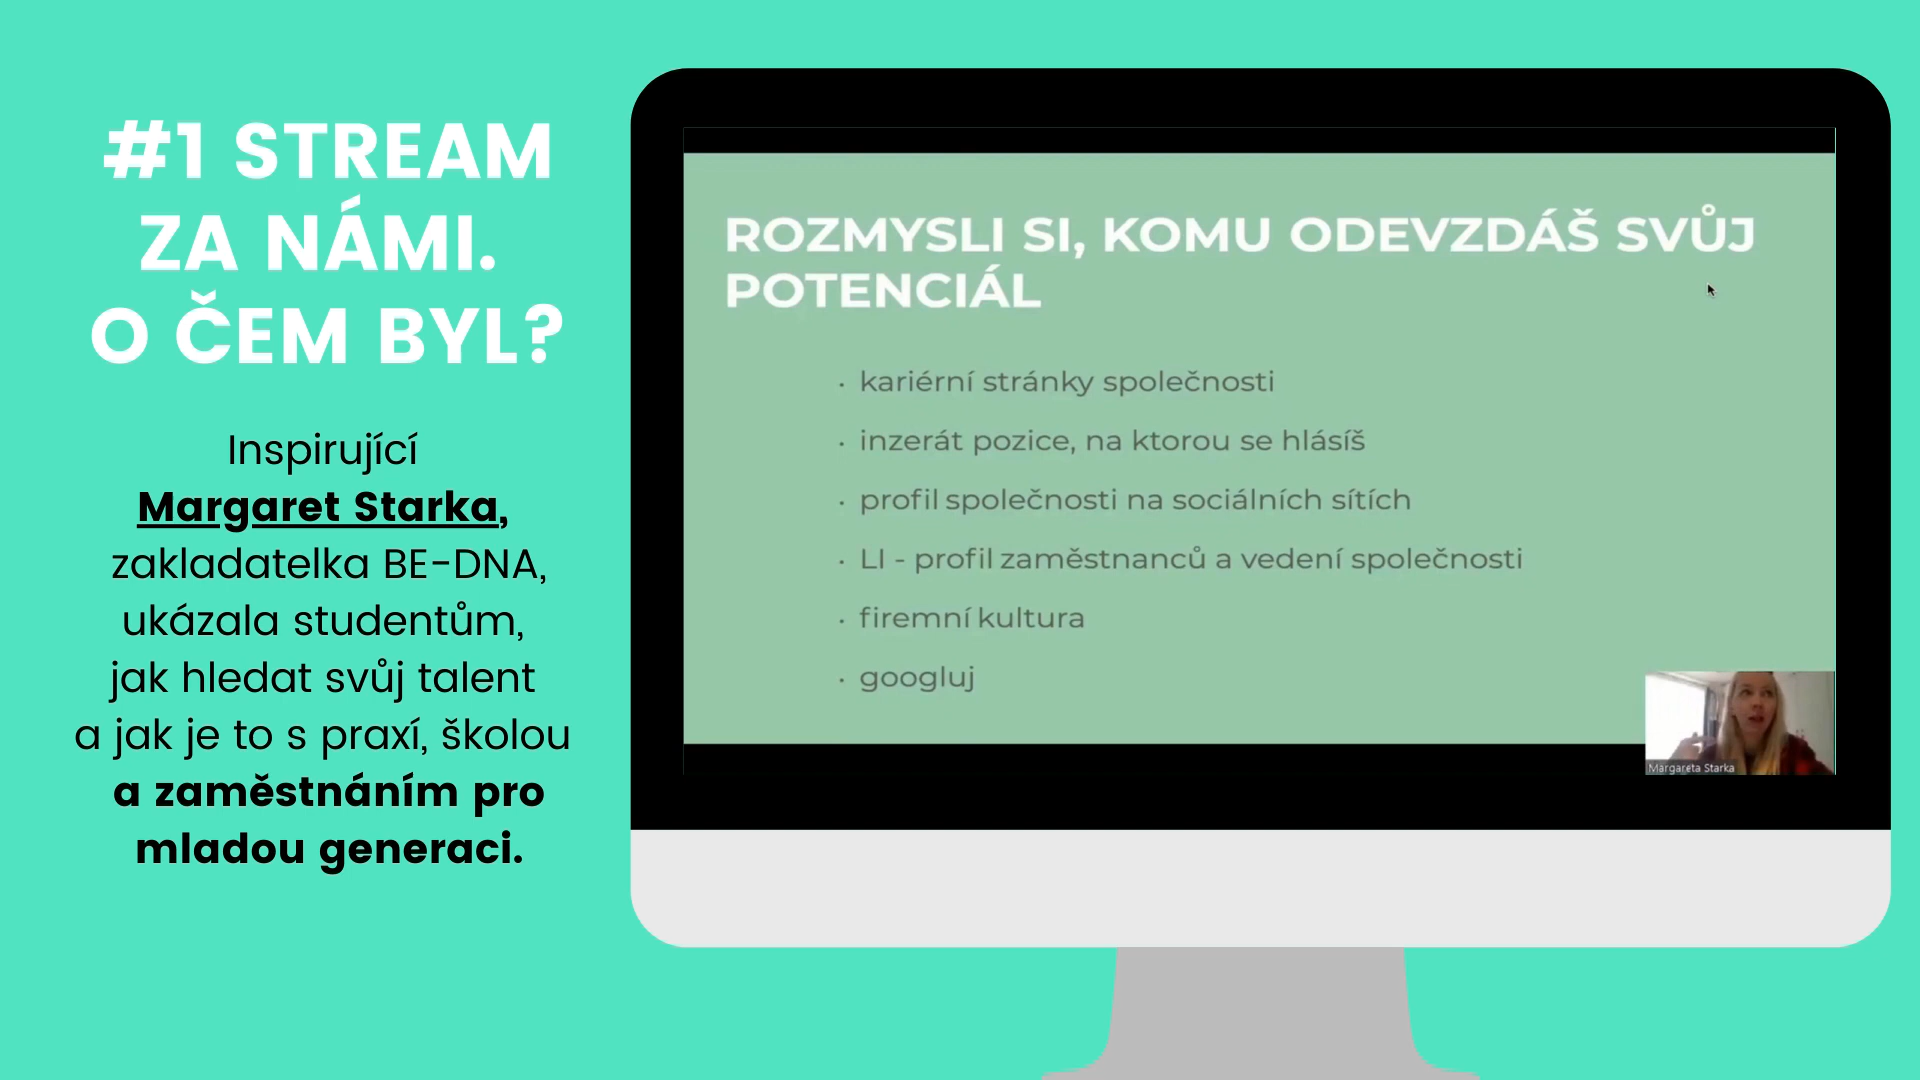 #1 STREAM
ZA NÁMI.
O ČEM BYL?
Inspirující
Margaret Starka,
zakladatelka BE-DNA,
ukázala studentům,
jak hledat svůj talent
a jak je to s praxí, školou
a zaměstnáním pro
mladou generaci.
ROZMYSLI SI, KOMU ODEVZDÁŠ SVŮJ
POTENCIÁL
· kariérní stránky společnosti
· inzerát pozice, na ktorou se hlásíš
· profil společnosti na sociálních sítích
· LI - profil zaměstnanců a vedení společnosti
· firemní kultura
· googluj
Margareta Starka